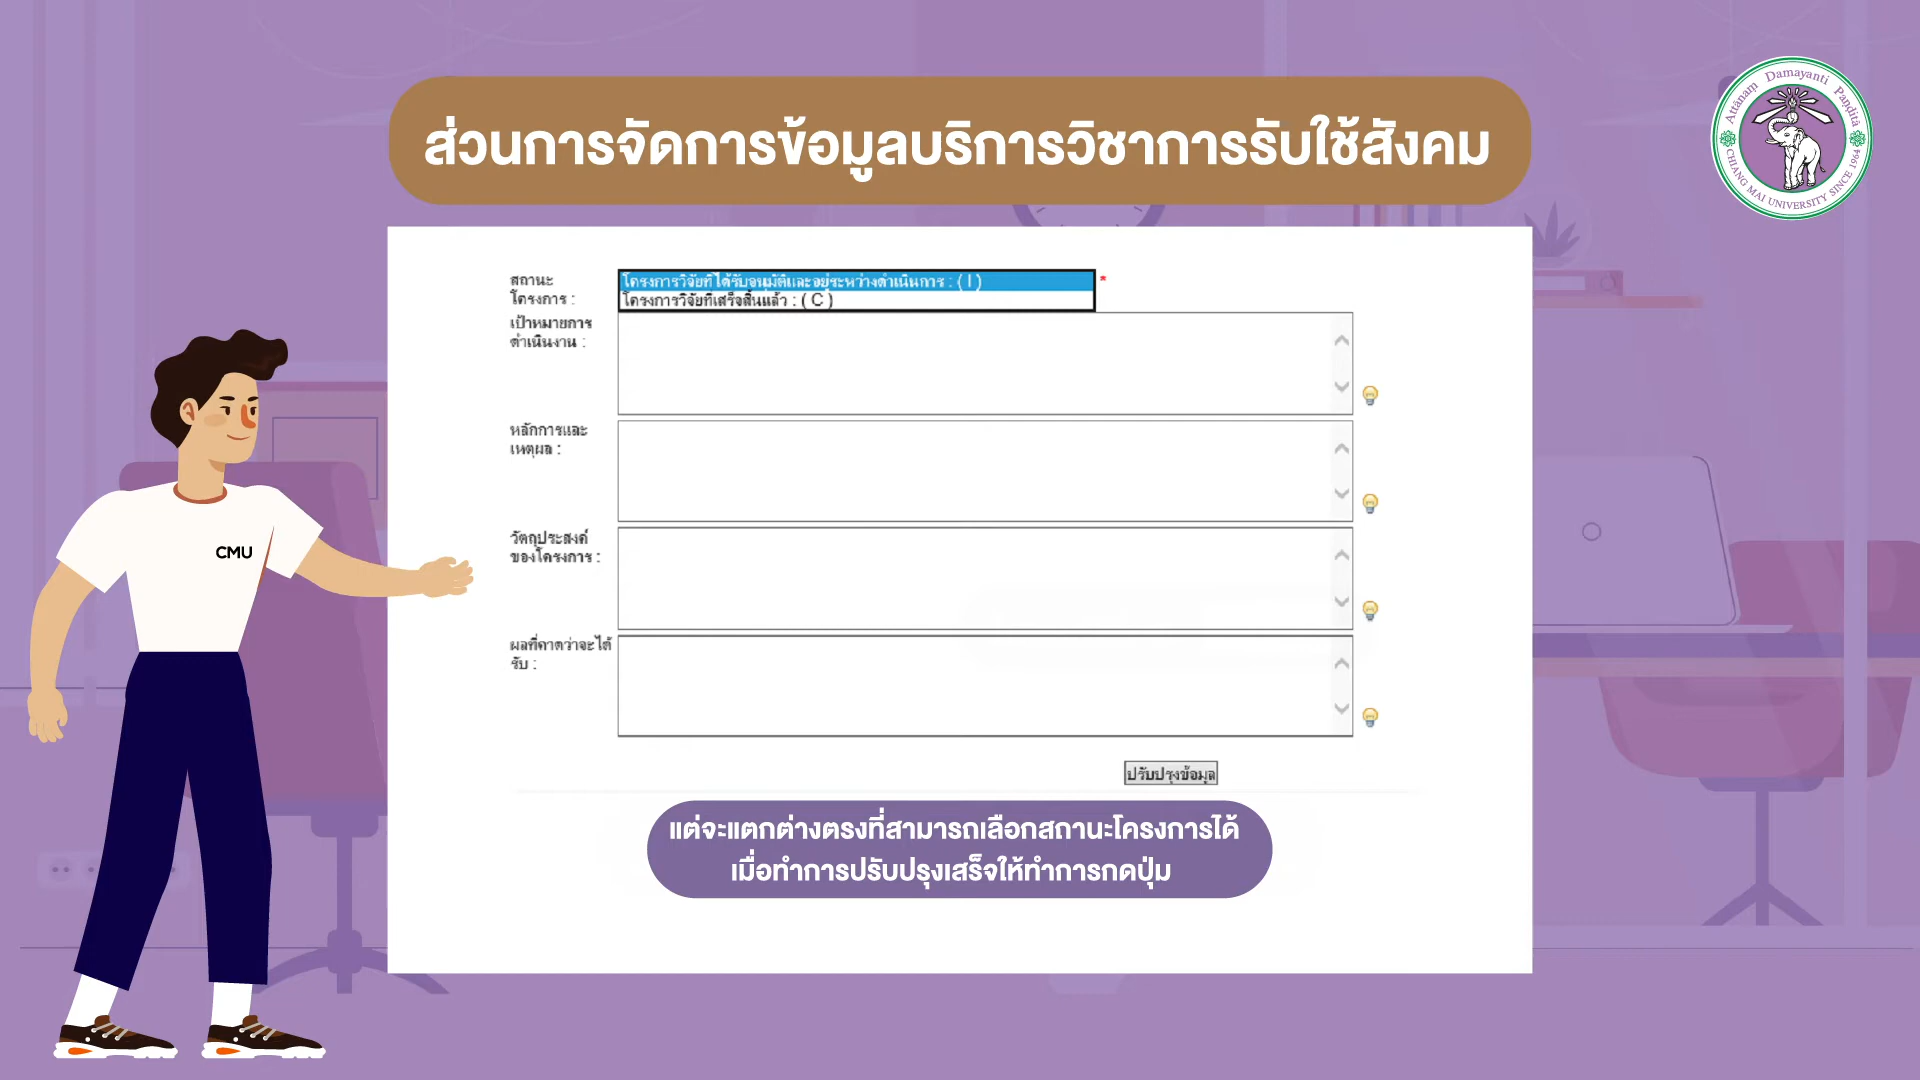 ส่วนการจัดการข้อมูลบริการวิชาการรับใช้สังคม
Attānaṃ Damayanti Paṇḍitā
CHIANG MAI UNIVERSITY SINCE 1964
สถานะ
โครงการ :
โครงการวิจัยที่ได้รับอนุมัติและอยู่ระหว่างดำเนินการ : ( I )
*
โครงการวิจัยที่เสร็จสิ้นแล้ว : ( C )
เป้าหมายการ
ดำเนินงาน :
หลักการและ
เหตุผล :
วัตถุประสงค์
ของโครงการ :
ผลที่คาดว่าจะได้
รับ :
ปรับปรุงข้อมูล
CMU
แต่จะแตกต่างตรงที่สามารถเลือกสถานะโครงการได้
เมื่อทำการปรับปรุงเสร็จให้ทำการกดปุ่ม